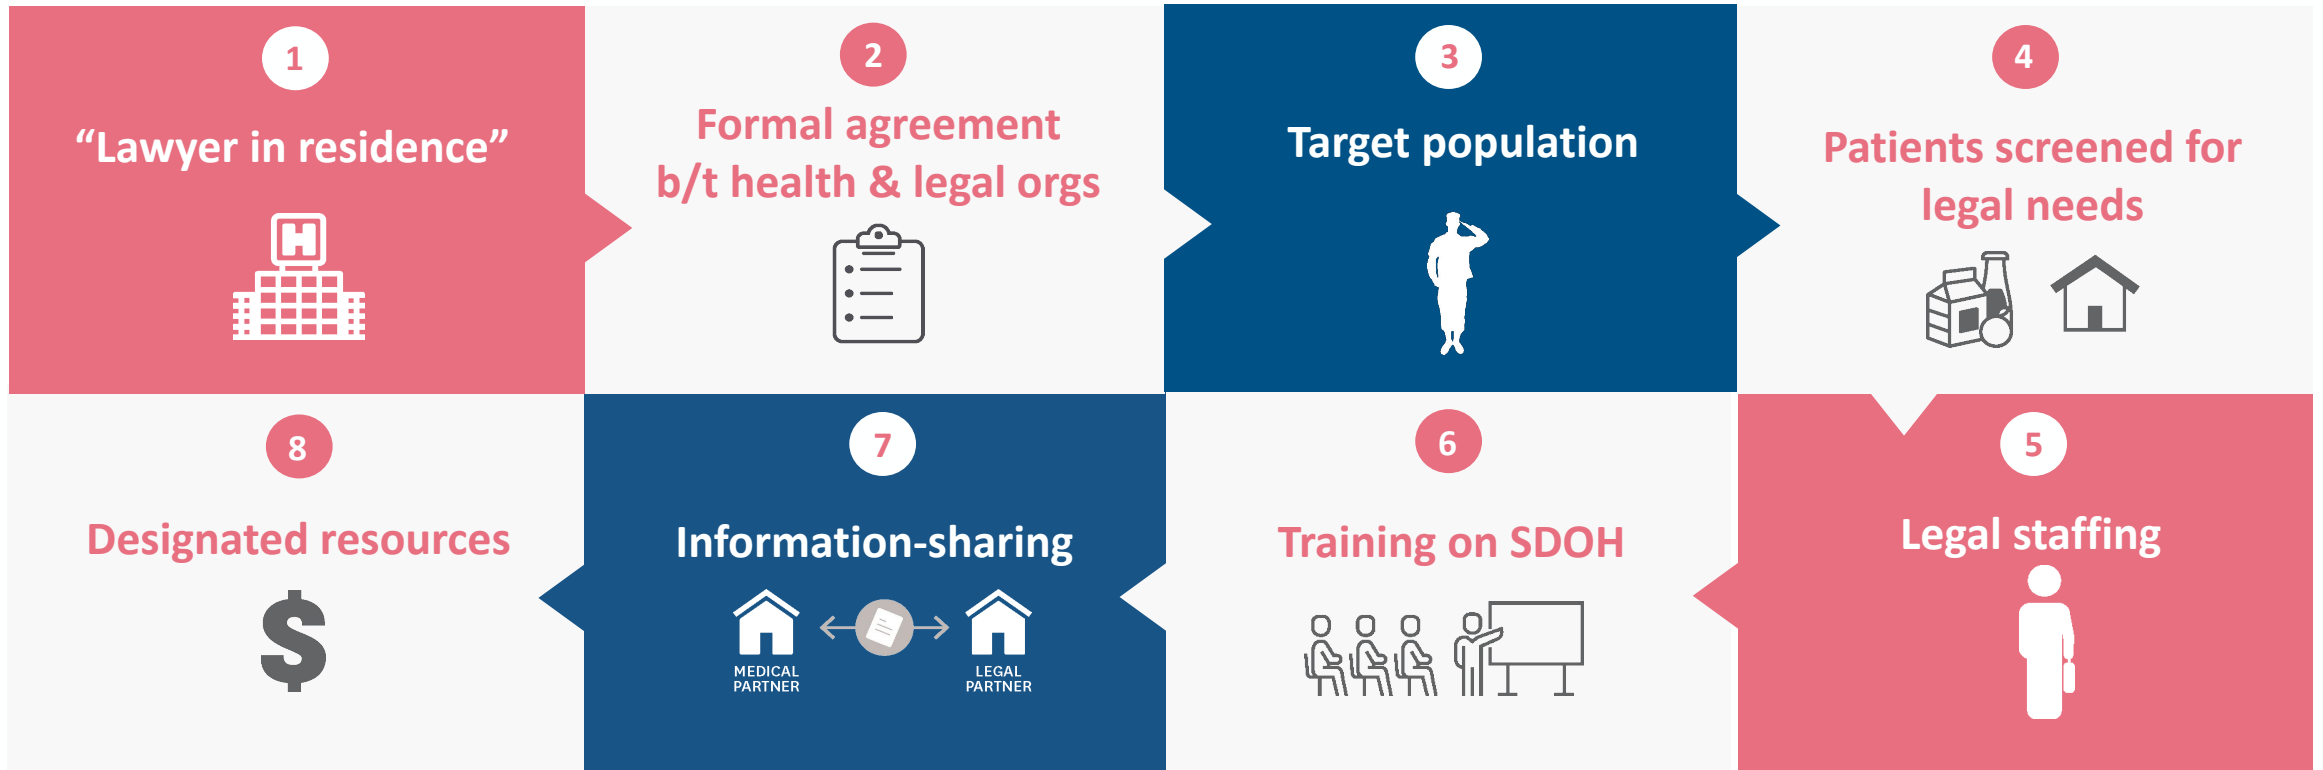 1
“Lawyer in residence”
2
Formal agreement
b/t health & legal orgs
3
Target population
4
Patients screened for
legal needs
5
Legal staffing
6
Training on SDOH
7
Information-sharing
MEDICAL
PARTNER
LEGAL
PARTNER
8
Designated resources
$